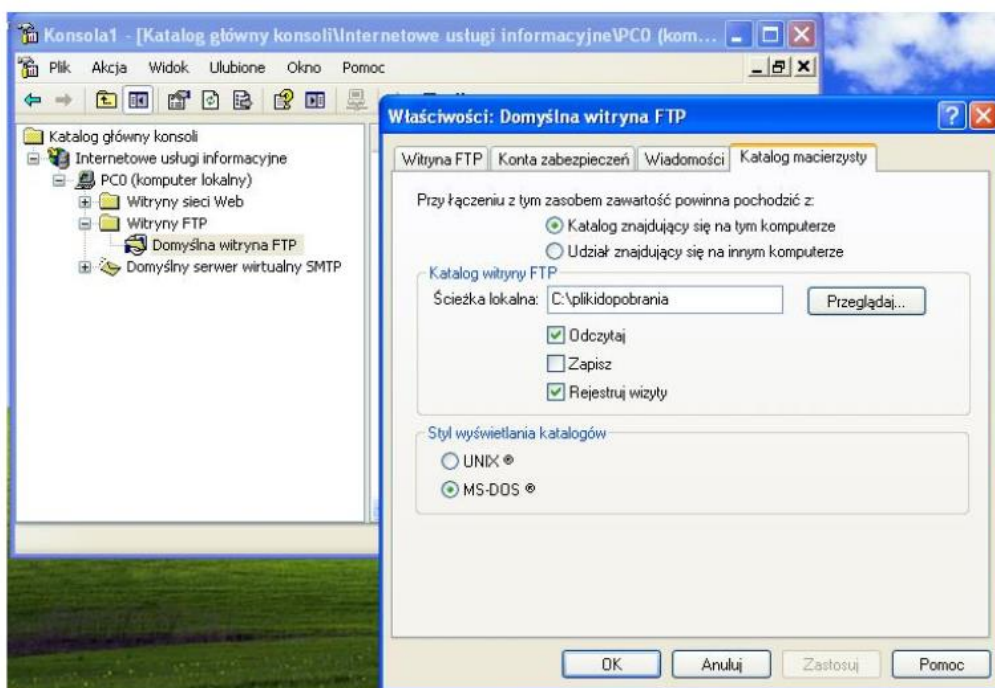 Konsola1 - [Katalog główny konsoli\Internetowe usługi informacyjne\PC0 (kom...
Plik Akcja Widok Ulubione Okno Pomoc
Katalog główny konsoli
Internetowe usługi informacyjne
PC0 (komputer lokalny)
Witryny sieci Web
Witryny FTP
Domyślna witryna FTP
Domyślny serwer wirtualny SMTP
Właściwości: Domyślna witryna FTP
Witryna FTP Konta zabezpieczeń Wiadomości Katalog macierzysty
Przy łączeniu z tym zasobem zawartość powinna pochodzić z:
Katalog znajdujący się na tym komputerze
Udział znajdujący się na innym komputerze
Katalog witryny FTP
Ścieżka lokalna: C:\plikidopobrania Przeglądaj...
Odczytaj
Zapisz
Rejestruj wizyty
Styl wyświetlania katalogów
UNIX ®
MS-DOS ®
OK Anuluj Zastosuj Pomoc